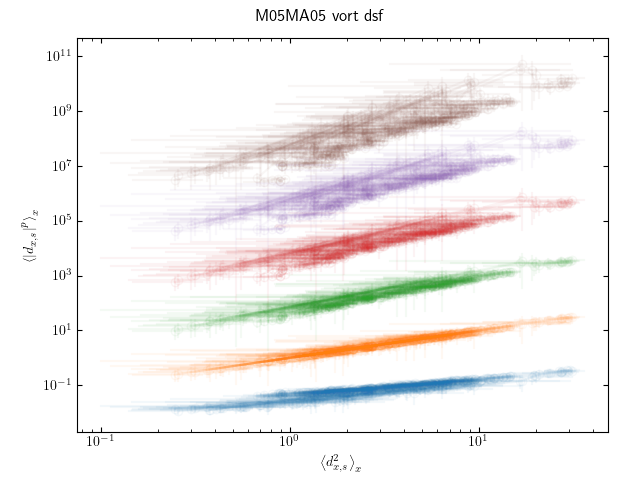 M05MA05 vort dsf
10^{11}
10^{9}
10^{7}
10^{5}
10^{3}
10^{1}
10^{-1}
⟨|d_{x,s}|^p⟩_x
10^{-1} 10^{0} 10^{1}
⟨d^2_{x,s}⟩_x